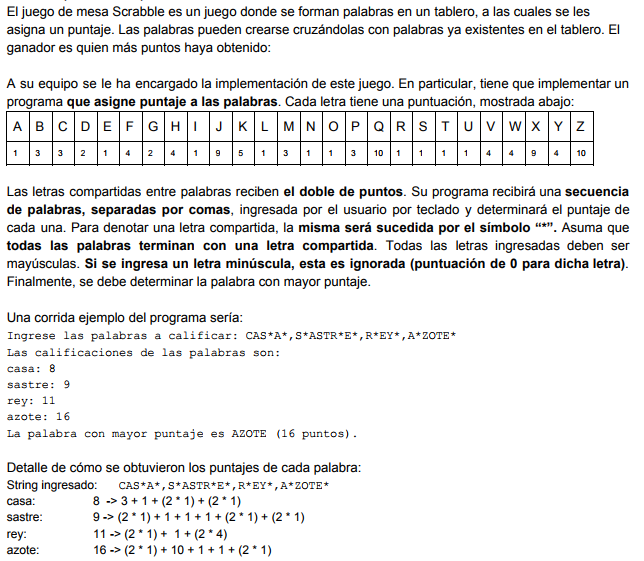 El juego de mesa Scrabble es un juego donde se forman palabras en un tablero, a las cuales se les
asigna un puntaje. Las palabras pueden crearse cruzándolas con palabras ya existentes en el tablero. El
ganador es quien más puntos haya obtenido:
A su equipo se le ha encargado la implementación de este juego. En particular, tiene que implementar un
programa que asigne puntaje a las palabras. Cada letra tiene una puntuación, mostrada abajo:
A B C D E F G H I J K L M N O P Q R S T U V W X Y Z
1 3 3 2 1 4 2 4 1 9 5 1 3 1 1 3 10 1 1 1 1 4 4 9 4 10
Las letras compartidas entre palabras reciben el doble de puntos. Su programa recibirá una secuencia
de palabras, separadas por comas, ingresada por el usuario por teclado y determinará el puntaje de
cada una. Para denotar una letra compartida, la misma será sucedida por el símbolo “*”. Asuma que
todas las palabras terminan con una letra compartida. Todas las letras ingresadas deben ser
mayúsculas. Si se ingresa un letra minúscula, esta es ignorada (puntuación de 0 para dicha letra).
Finalmente, se debe determinar la palabra con mayor puntaje.
Una corrida ejemplo del programa sería:
Ingrese las palabras a calificar: CAS*A*,S*ASTR*E*,R*EY*,A*ZOTE*
Las calificaciones de las palabras son:
casa: 8
sastre: 9
rey: 11
azote: 16
La palabra con mayor puntaje es AZOTE (16 puntos).
Detalle de cómo se obtuvieron los puntajes de cada palabra:
String ingresado: CAS*A*,S*ASTR*E*,R*EY*,A*ZOTE*
casa: 8 -> 3 + 1 + (2 * 1) + (2 * 1)
sastre: 9 -> (2 * 1) + 1 + 1 + 1 + (2 * 1) + (2 * 1)
rey: 11 -> (2 * 1) + 1 + (2 * 4)
azote: 16 -> (2 * 1) + 10 + 1 + 1 + (2 * 1)